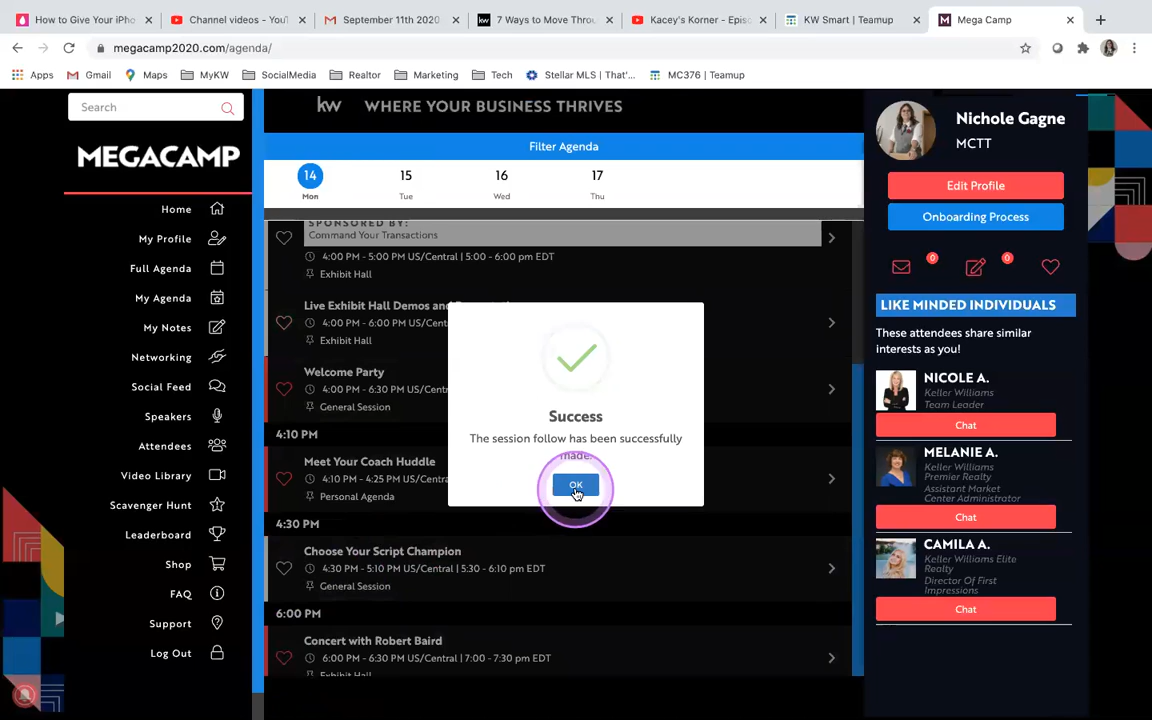 How to Give Your iPho
Channel videos - YouT
September 11th 2020
7 Ways to Move Throu
Kacey's Korner - Episo
KW Smart | Teamup
Mega Camp
megacamp2020.com/agenda/
Apps
Gmail
Maps
MyKW
SocialMedia
Realtor
Marketing
Tech
Stellar MLS | That'...
MC376 | Teamup
Search
MEGACAMP
Home
My Profile
Full Agenda
My Agenda
My Notes
Networking
Social Feed
Speakers
Attendees
Video Library
Scavenger Hunt
Leaderboard
Shop
FAQ
Support
Log Out
kw WHERE YOUR BUSINESS THRIVES
Filter Agenda
14 15 16 17
Mon Tue Wed Thu
SPONSORED BY:
Command Your Transactions
4:00 PM - 5:00 PM US/Central | 5:00 - 6:00 pm EDT
Exhibit Hall
Live Exhibit Hall Demos and
4:00 PM - 6:00 PM US/Cent
Exhibit Hall
Welcome Party
4:00 PM - 6:30 PM US/Centr
General Session
4:10 PM
Meet Your Coach Huddle
4:10 PM - 4:25 PM US/Centra
Personal Agenda
4:30 PM
Choose Your Script Champion
4:30 PM - 5:10 PM US/Central | 5:30 - 6:10 pm EDT
General Session
6:00 PM
Concert with Robert Baird
6:00 PM - 6:30 PM US/Central | 7:00 - 7:30 pm EDT
Exhibit Hall
Success
The session follow has been successfully
made.
OK
Nichole Gagne
MCTT
Edit Profile
Onboarding Process
0 0
LIKE MINDED INDIVIDUALS
These attendees share similar
interests as you!
NICOLE A.
Keller Williams
Team Leader
Chat
MELANIE A.
Keller Williams
Premier Realty
Assistant Market
Center Administrator
Chat
CAMILA A.
Keller Williams Elite
Realty
Director Of First
Impressions
Chat